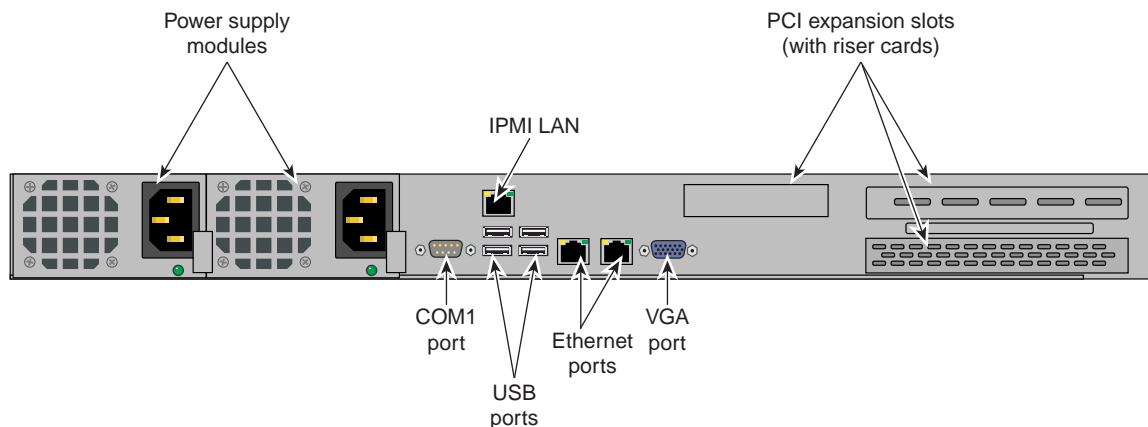 Power supply
modules
PCI expansion slots
(with riser cards)
IPMI LAN
COM1
port
USB
ports
Ethernet
ports
VGA
port